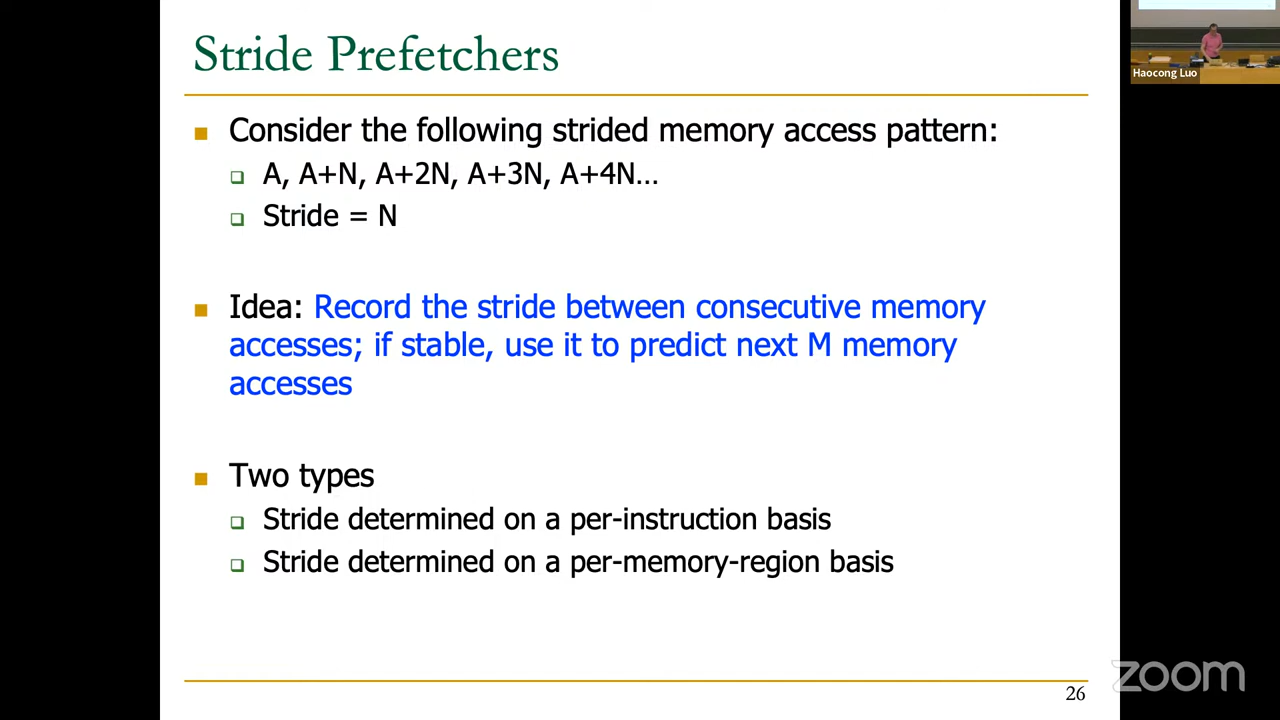 Stride Prefetchers
Consider the following strided memory access pattern:
A, A+N, A+2N, A+3N, A+4N…
Stride = N
Idea: Record the stride between consecutive memory
accesses; if stable, use it to predict next M memory
accesses
Two types
Stride determined on a per-instruction basis
Stride determined on a per-memory-region basis
26
Haocong Luo
zoom